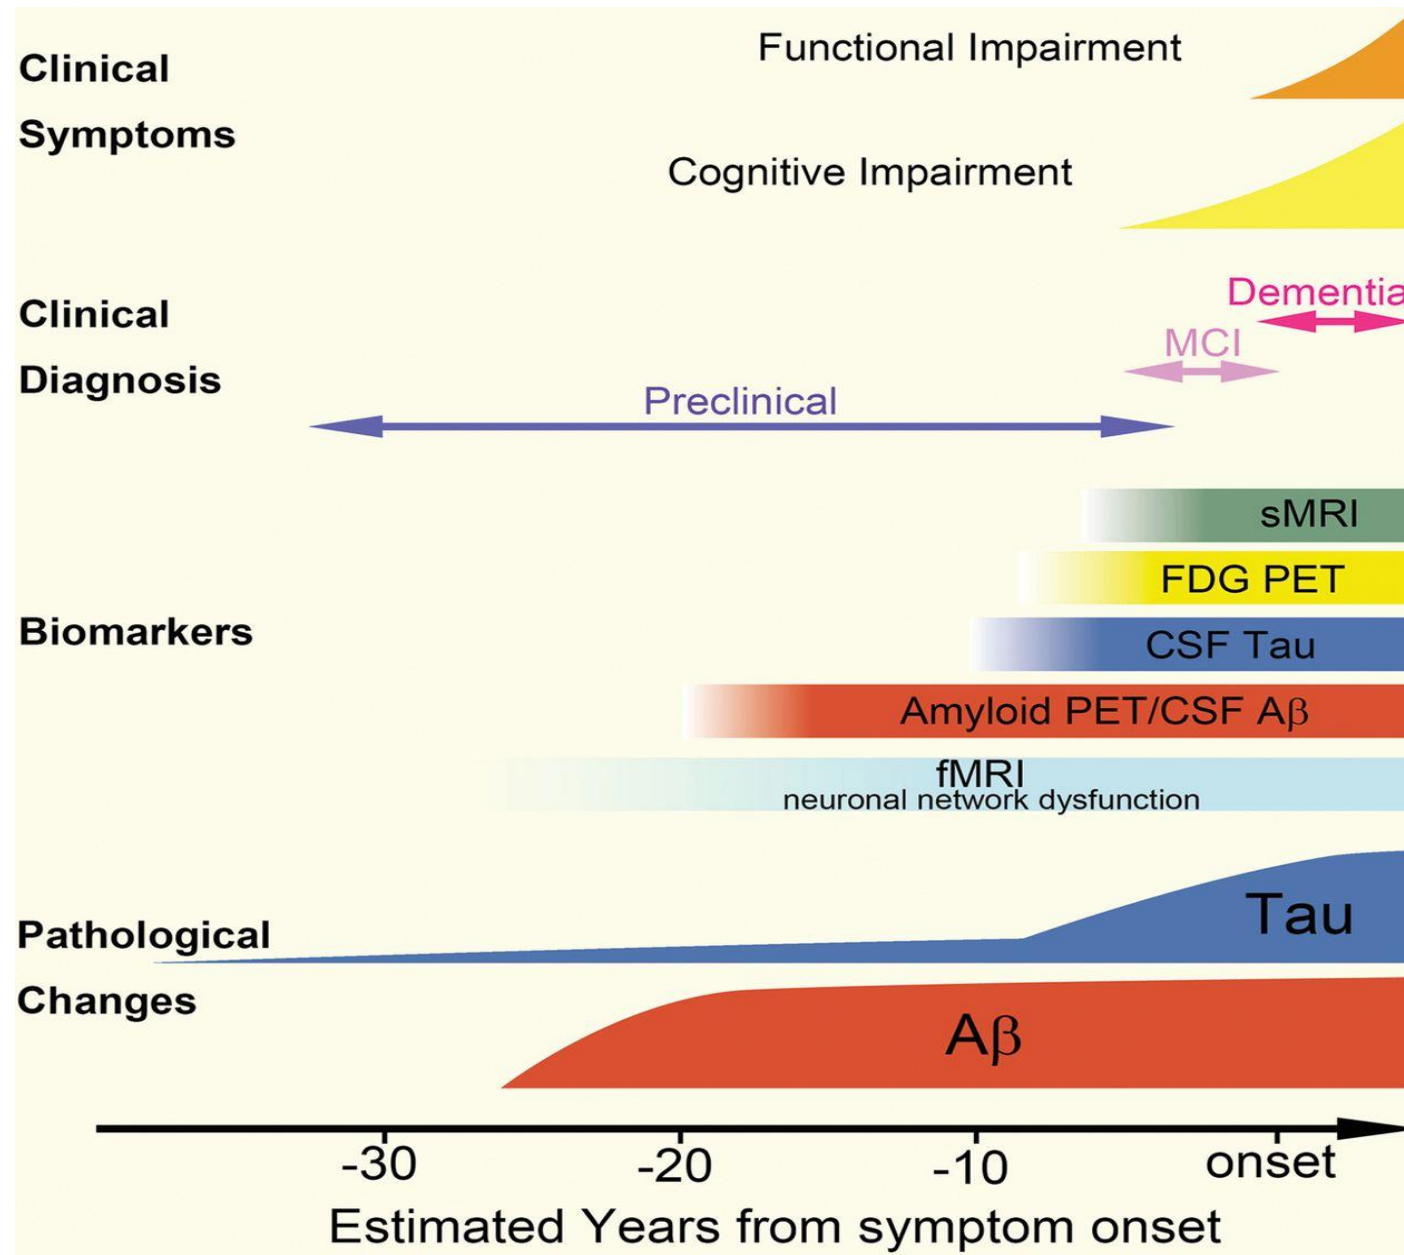 Functional Impairment
Clinical
Symptoms
Cognitive Impairment
Clinical
Diagnosis
Dementia
MCI
Preclinical
sMRI
FDG PET
Biomarkers
CSF Tau
Amyloid PET/CSF Aβ
fMRI
neuronal network dysfunction
Pathological
Changes
Tau
Aβ
-30 -20 -10 onset
Estimated Years from symptom onset